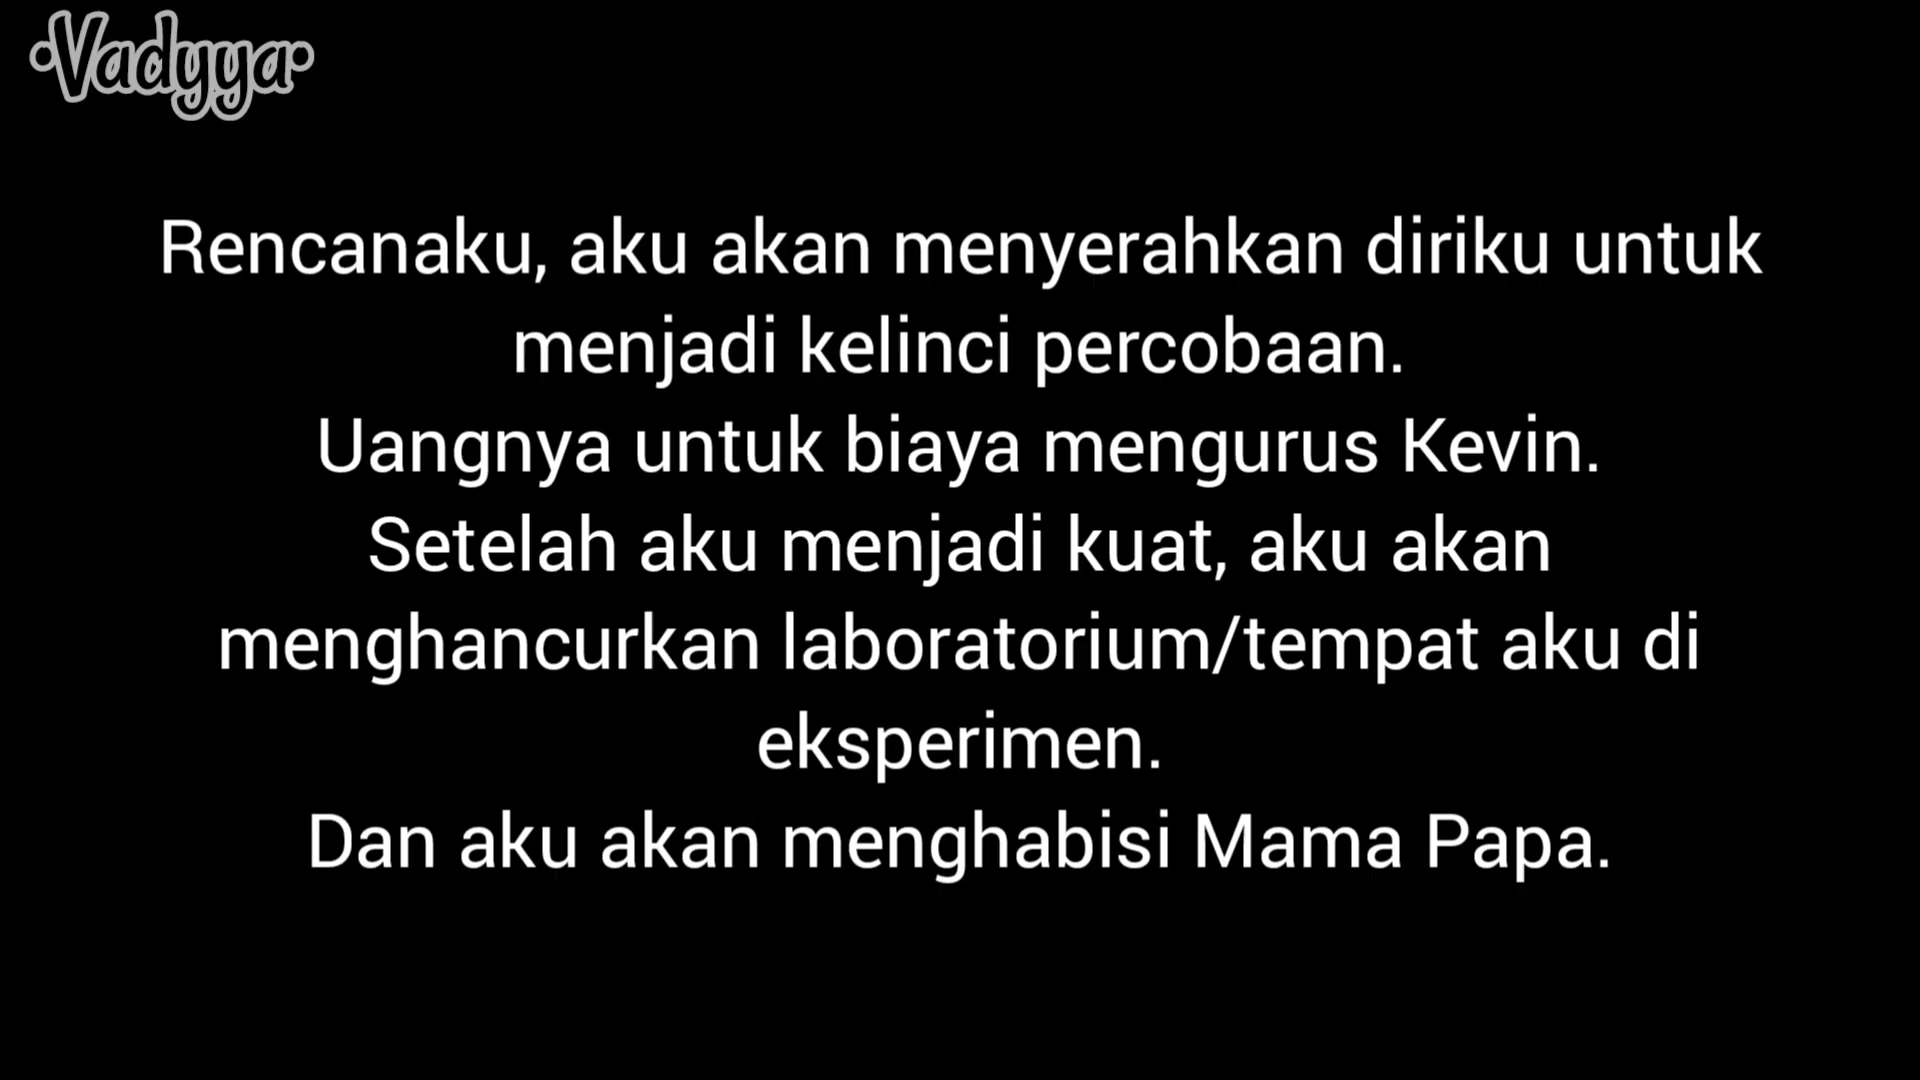 •Vadyya•
Rencanaku, aku akan menyerahkan diriku untuk
menjadi kelinci percobaan.
Uangnya untuk biaya mengurus Kevin.
Setelah aku menjadi kuat, aku akan
menghancurkan laboratorium/tempat aku di
eksperimen.
Dan aku akan menghabisi Mama Papa.